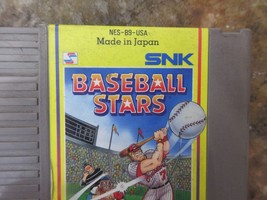 NES-B9-USA
Made in Japan
SNK
BASEBALL
STARS